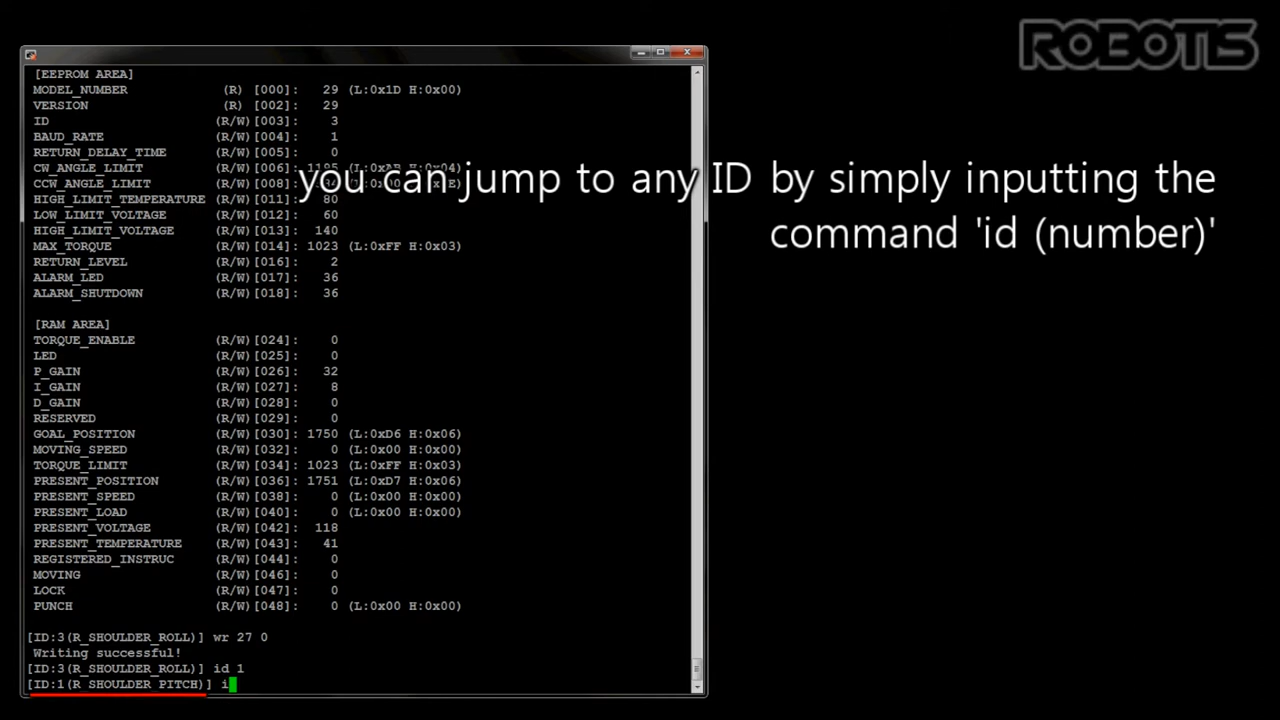 ROBOTIS
[EEPROM AREA]
MODEL_NUMBER (R) [000]: 29 (L:0x1D H:0x00)
VERSION (R) [002]: 29
ID (R/W)[003]: 3
BAUD_RATE (R/W)[004]: 1
RETURN_DELAY_TIME (R/W)[005]: 0
CW_ANGLE_LIMIT (R/W)[006]: 1195 (L:0xAB H:0x04)
CCW_ANGLE_LIMIT (R/W)[008]:
you can jump to any ID by simply inputting the
command 'id (number)'
HIGH_LIMIT_TEMPERATURE (R/W)[011]: 80
LOW_LIMIT_VOLTAGE (R/W)[012]: 60
HIGH_LIMIT_VOLTAGE (R/W)[013]: 140
MAX_TORQUE (R/W)[014]: 1023 (L:0xFF H:0x03)
RETURN_LEVEL (R/W)[016]: 2
ALARM_LED (R/W)[017]: 36
ALARM_SHUTDOWN (R/W)[018]: 36
[RAM AREA]
TORQUE_ENABLE (R/W)[024]: 0
LED (R/W)[025]: 0
P_GAIN (R/W)[026]: 32
I_GAIN (R/W)[027]: 8
D_GAIN (R/W)[028]: 0
RESERVED (R/W)[029]: 0
GOAL_POSITION (R/W)[030]: 1750 (L:0xD6 H:0x06)
MOVING_SPEED (R/W)[032]: 0 (L:0x00 H:0x00)
TORQUE_LIMIT (R/W)[034]: 1023 (L:0xFF H:0x03)
PRESENT_POSITION (R/W)[036]: 1751 (L:0xD7 H:0x06)
PRESENT_SPEED (R/W)[038]: 0 (L:0x00 H:0x00)
PRESENT_LOAD (R/W)[040]: 0 (L:0x00 H:0x00)
PRESENT_VOLTAGE (R/W)[042]: 118
PRESENT_TEMPERATURE (R/W)[043]: 41
REGISTERED_INSTRUC (R/W)[044]: 0
MOVING (R/W)[046]: 0
LOCK (R/W)[047]: 0
PUNCH (R/W)[048]: 0 (L:0x00 H:0x00)
[ID:3(R_SHOULDER_ROLL)] wr 27 0
Writing successful!
[ID:3(R_SHOULDER_ROLL)] id 1
[ID:1(R_SHOULDER_PITCH)] i